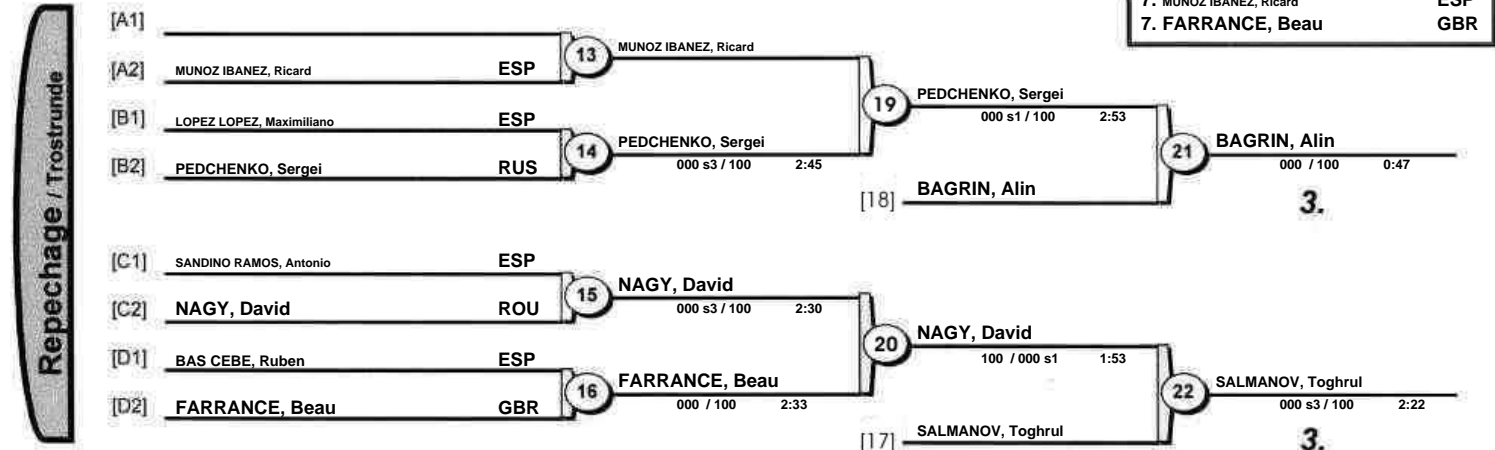 7. MUNOZ IBANEZ, Ricard ESP
7. FARRANCE, Beau GBR
Repechage / Trostrunde
[A1]
[A2] MUNOZ IBANEZ, Ricard ESP
13 MUNOZ IBANEZ, Ricard
[B1] LOPEZ LOPEZ, Maximiliano ESP
[B2] PEDCHENKO, Sergei RUS
14 PEDCHENKO, Sergei
000 s3 / 100 2:45
19 PEDCHENKO, Sergei
000 s1 / 100 2:53
[18] BAGRIN, Alin
21 BAGRIN, Alin
000 / 100 0:47
3.
[C1] SANDINO RAMOS, Antonio ESP
[C2] NAGY, David ROU
15 NAGY, David
000 s3 / 100 2:30
[D1] BAS CEBE, Ruben ESP
[D2] FARRANCE, Beau GBR
16 FARRANCE, Beau
000 / 100 2:33
20 NAGY, David
100 / 000 s1 1:53
[17] SALMANOV, Toghrul
22 SALMANOV, Toghrul
000 s3 / 100 2:22
3.